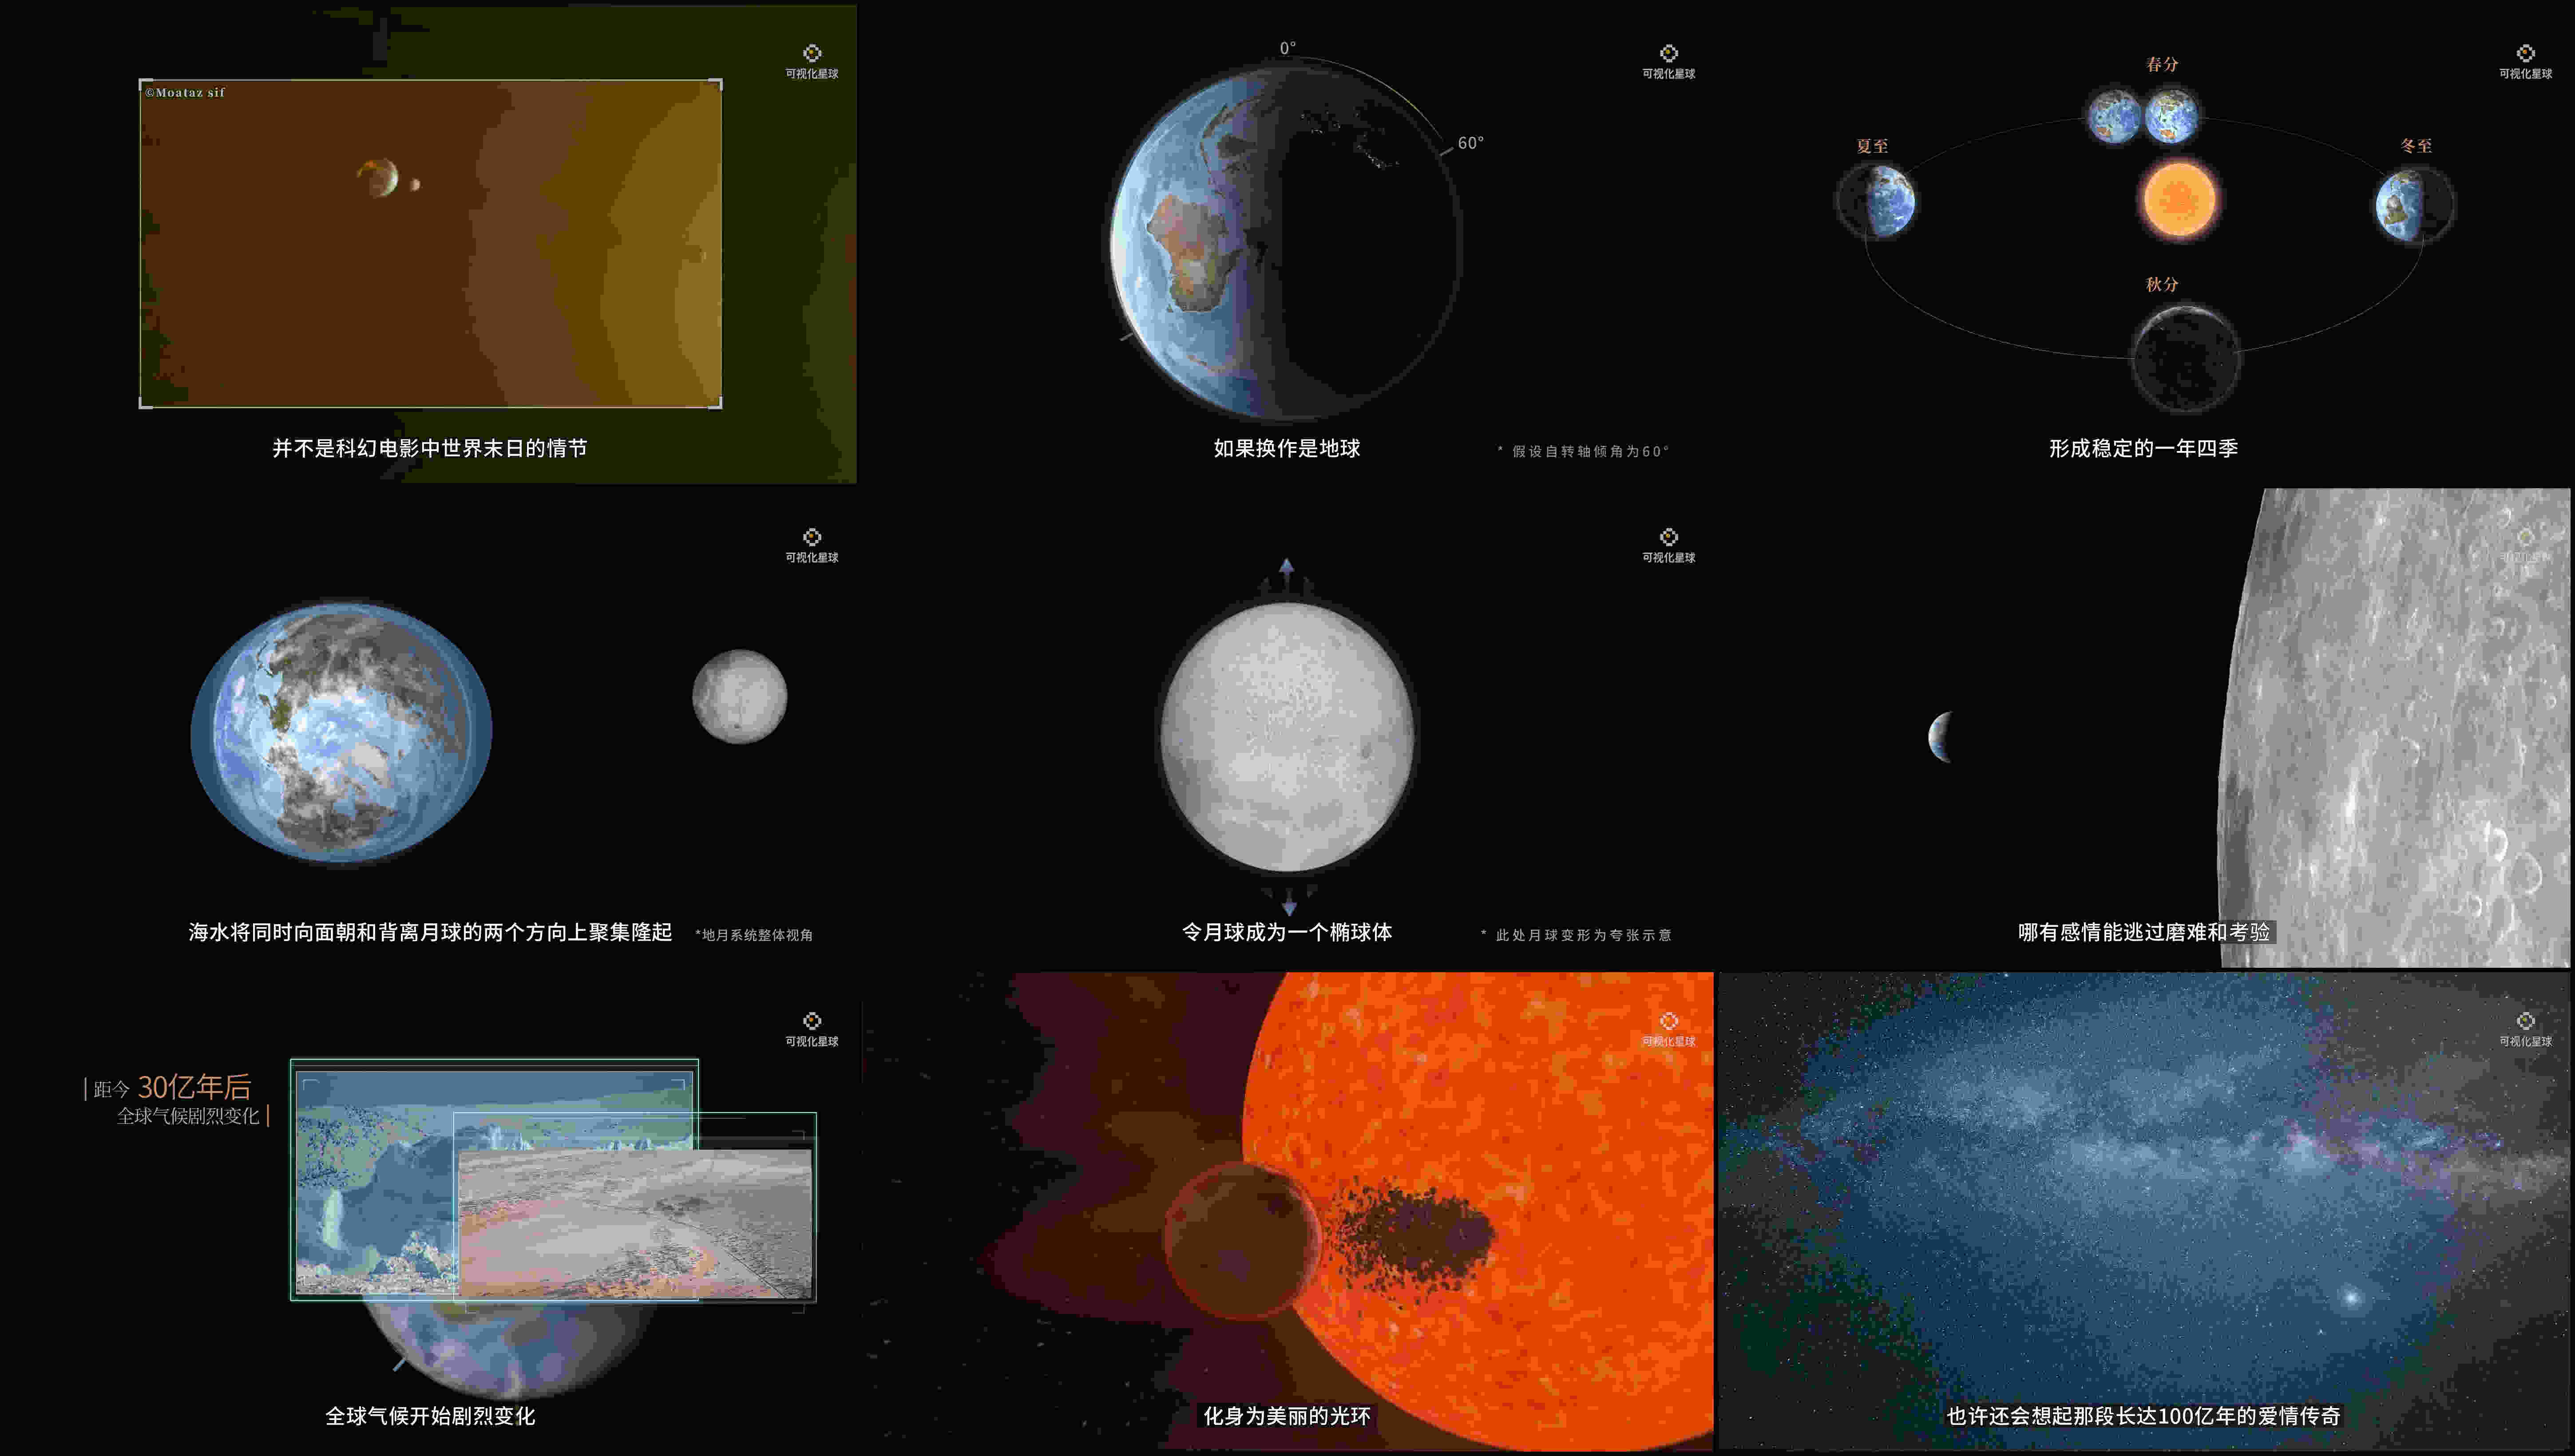 可视化星球
©Moataz sif
并不是科幻电影中世界末日的情节
0°
可视化星球
60°
如果换作是地球
* 假设自转轴倾角为60°
春分
可视化星球
夏至
冬至
秋分
形成稳定的一年四季
可视化星球
海水将同时向面朝和背离月球的两个方向上聚集隆起
*地月系统整体视角
可视化星球
令月球成为一个椭球体
* 此处月球变形为夸张示意
哪有感情能逃过磨难和考验
可视化星球
距今 30亿年后
全球气候剧烈变化
全球气候开始剧烈变化
可视化星球
化身为美丽的光环
可视化星球
也许还会想起那段长达100亿年的爱情传奇